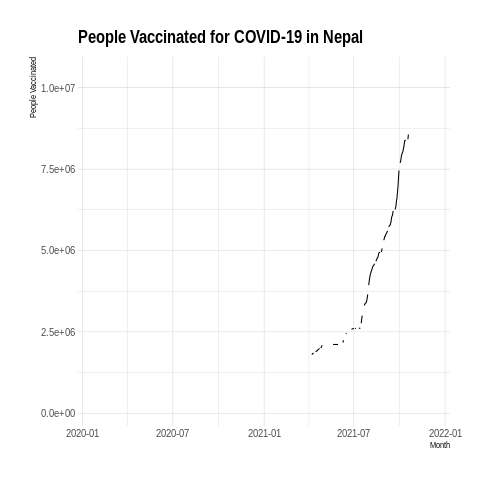 People Vaccinated for COVID-19 in Nepal
People Vaccinated
1.0e+07
7.5e+06
5.0e+06
2.5e+06
0.0e+00
2020-01 2020-07 2021-01 2021-07 2022-01
Month